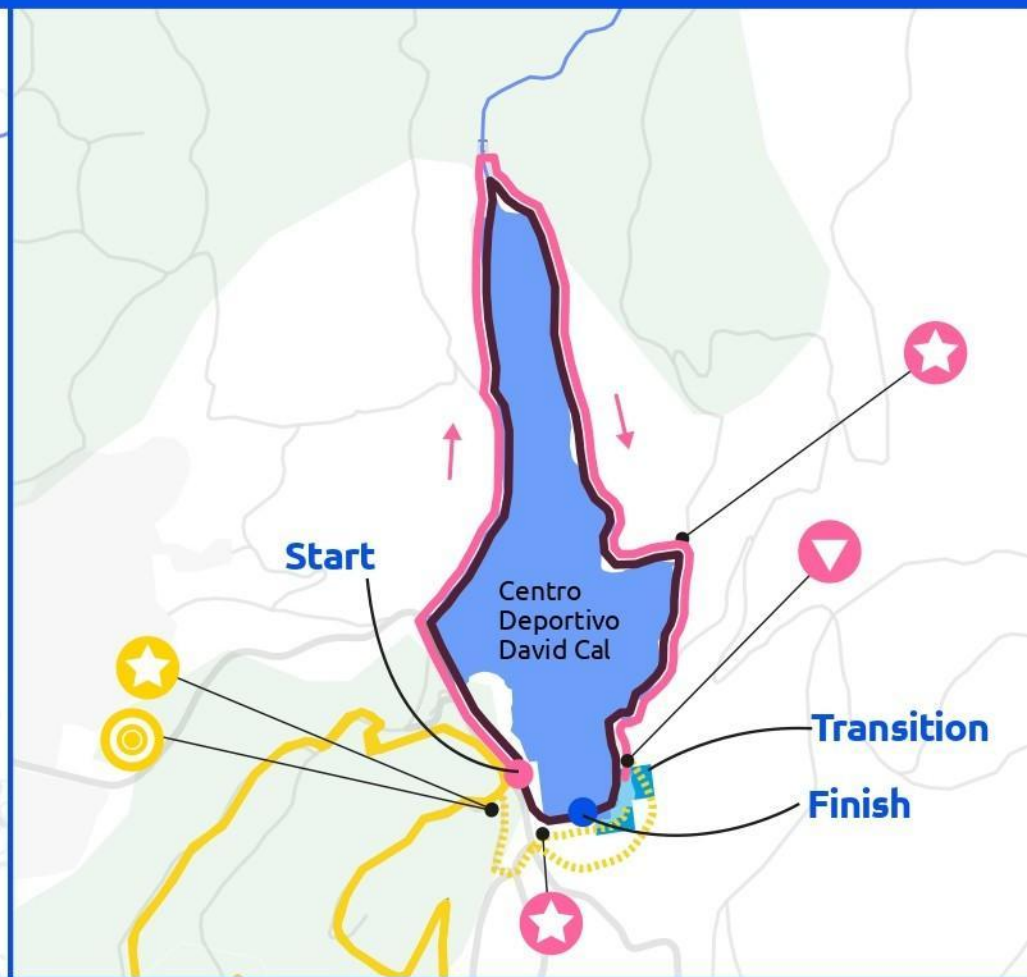 Start
Centro
Deportivo
David Cal
Transition
Finish